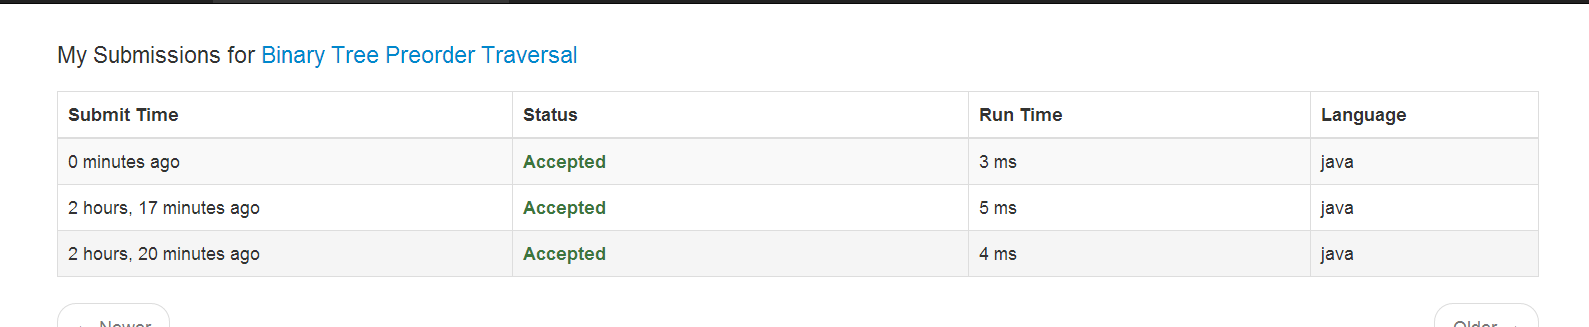 My Submissions for Binary Tree Preorder Traversal
Submit Time Status Run Time Language
0 minutes ago Accepted 3 ms java
2 hours, 17 minutes ago Accepted 5 ms java
2 hours, 20 minutes ago Accepted 4 ms java
← Newer Older →